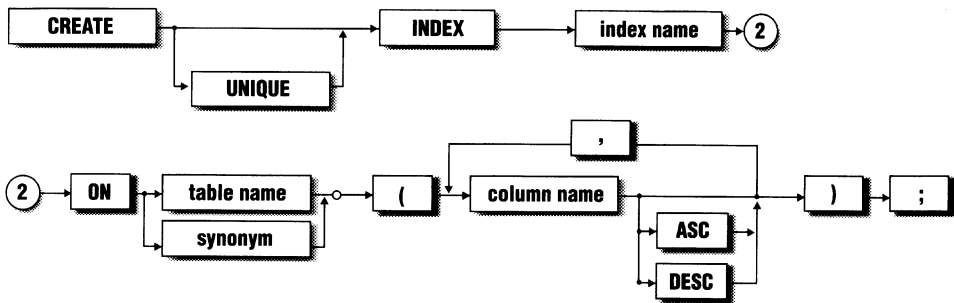 CREATE
INDEX
index name
2
UNIQUE
,
2
ON
table name
(
column name
)
;
synonym
ASC
DESC